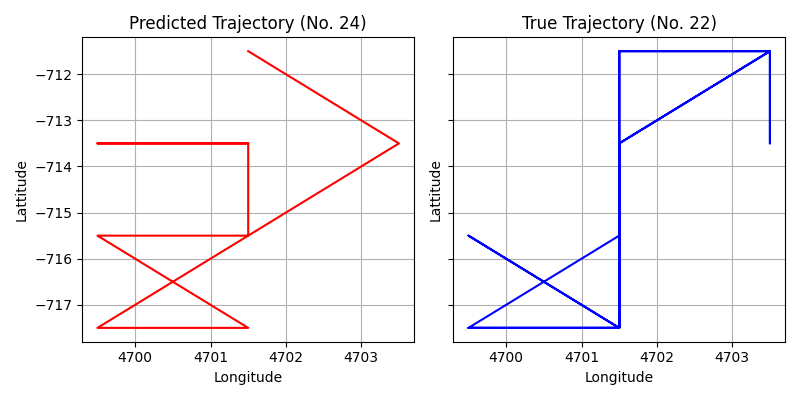 Predicted Trajectory (No. 24)
True Trajectory (No. 22)
−712
−713
−714
−715
−716
−717
Lattitude
Lattitude
4700 4701 4702 4703
4700 4701 4702 4703
Longitude
Longitude